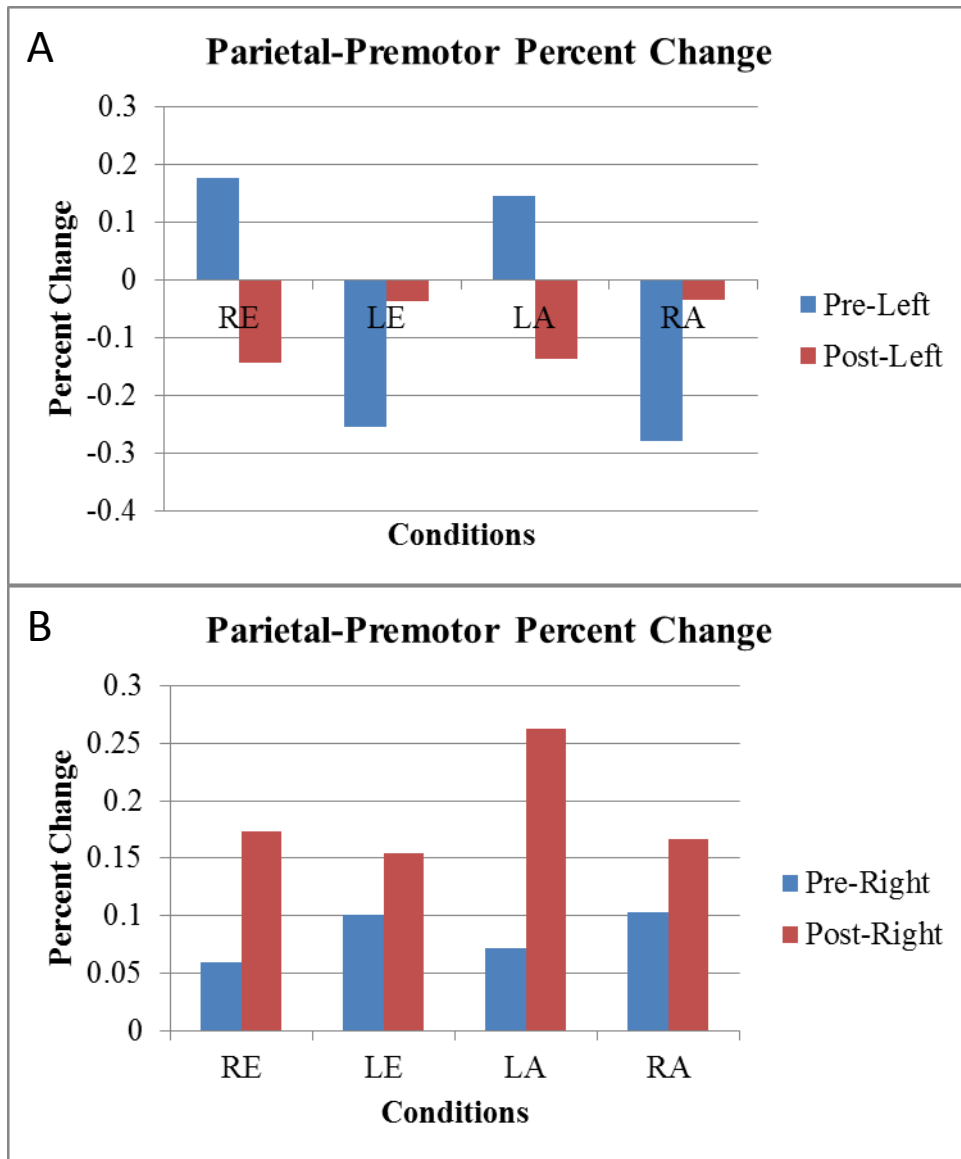 A
Parietal-Premotor Percent Change
0.3
0.2
0.1
0
-0.1
-0.2
-0.3
-0.4
Percent Change
RE LE LA RA
Conditions
Pre-Left
Post-Left
B
Parietal-Premotor Percent Change
0.3
0.25
0.2
0.15
0.1
0.05
0
Percent Change
RE LE LA RA
Conditions
Pre-Right
Post-Right